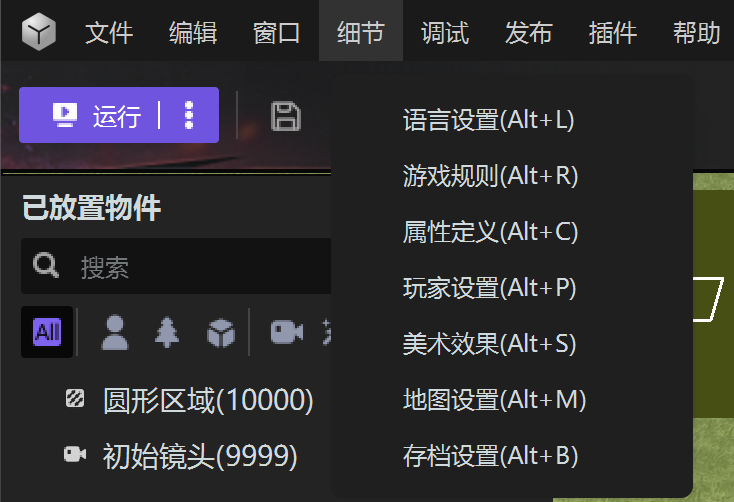 文件 编辑 窗口 细节 调试 发布 插件 帮助
运行
语言设置(Alt+L)
游戏规则(Alt+R)
已放置物件
属性定义(Alt+C)
搜索
玩家设置(Alt+P)
All
美术效果(Alt+S)
圆形区域(10000)
地图设置(Alt+M)
初始镜头(9999)
存档设置(Alt+B)